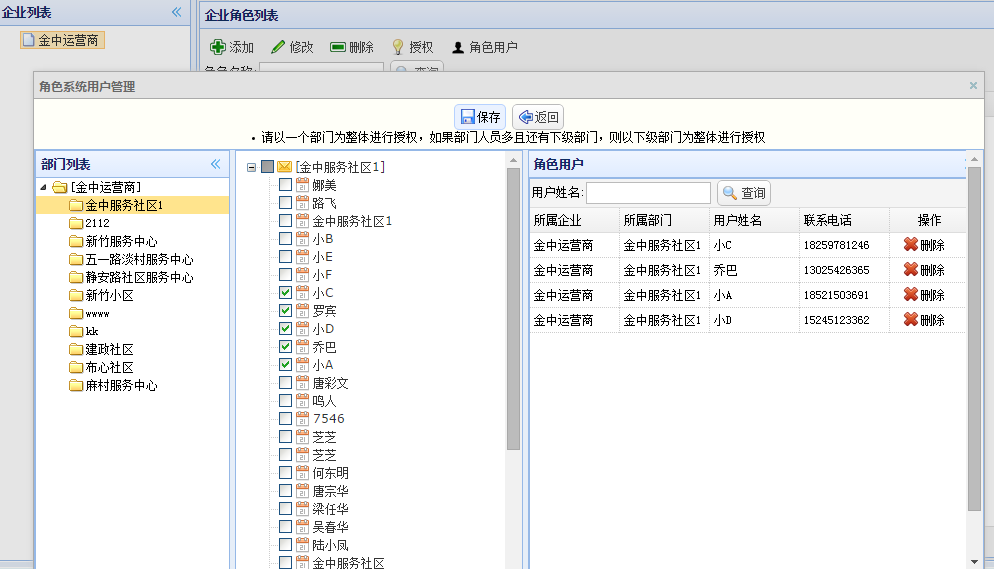 企业列表
金中运营商
企业角色列表
添加 修改 删除 授权 角色用户
角色名称: 查询
角色系统用户管理
保存 返回
• 请以一个部门为整体进行授权，如果部门人员多且还有下级部门，则以下级部门为整体进行授权
部门列表
[金中运营商]
金中服务社区1
2112
新竹服务中心
五一路淡村服务中心
静安路社区服务中心
新竹小区
wwww
kk
建政社区
布心社区
麻村服务中心
[金中服务社区1]
娜美
路飞
金中服务社区1
小B
小E
小F
小C
罗宾
小D
乔巴
小A
唐彩文
鸣人
7546
芝芝
芝芝
何东明
唐宗华
梁任华
吴春华
陆小凤
金中服务社区
角色用户
用户姓名: 查询
所属企业 所属部门 用户姓名 联系电话 操作
金中运营商 金中服务社区1 小C 18259781246 删除
金中运营商 金中服务社区1 乔巴 13025426365 删除
金中运营商 金中服务社区1 小A 18521503691 删除
金中运营商 金中服务社区1 小D 15245123362 删除